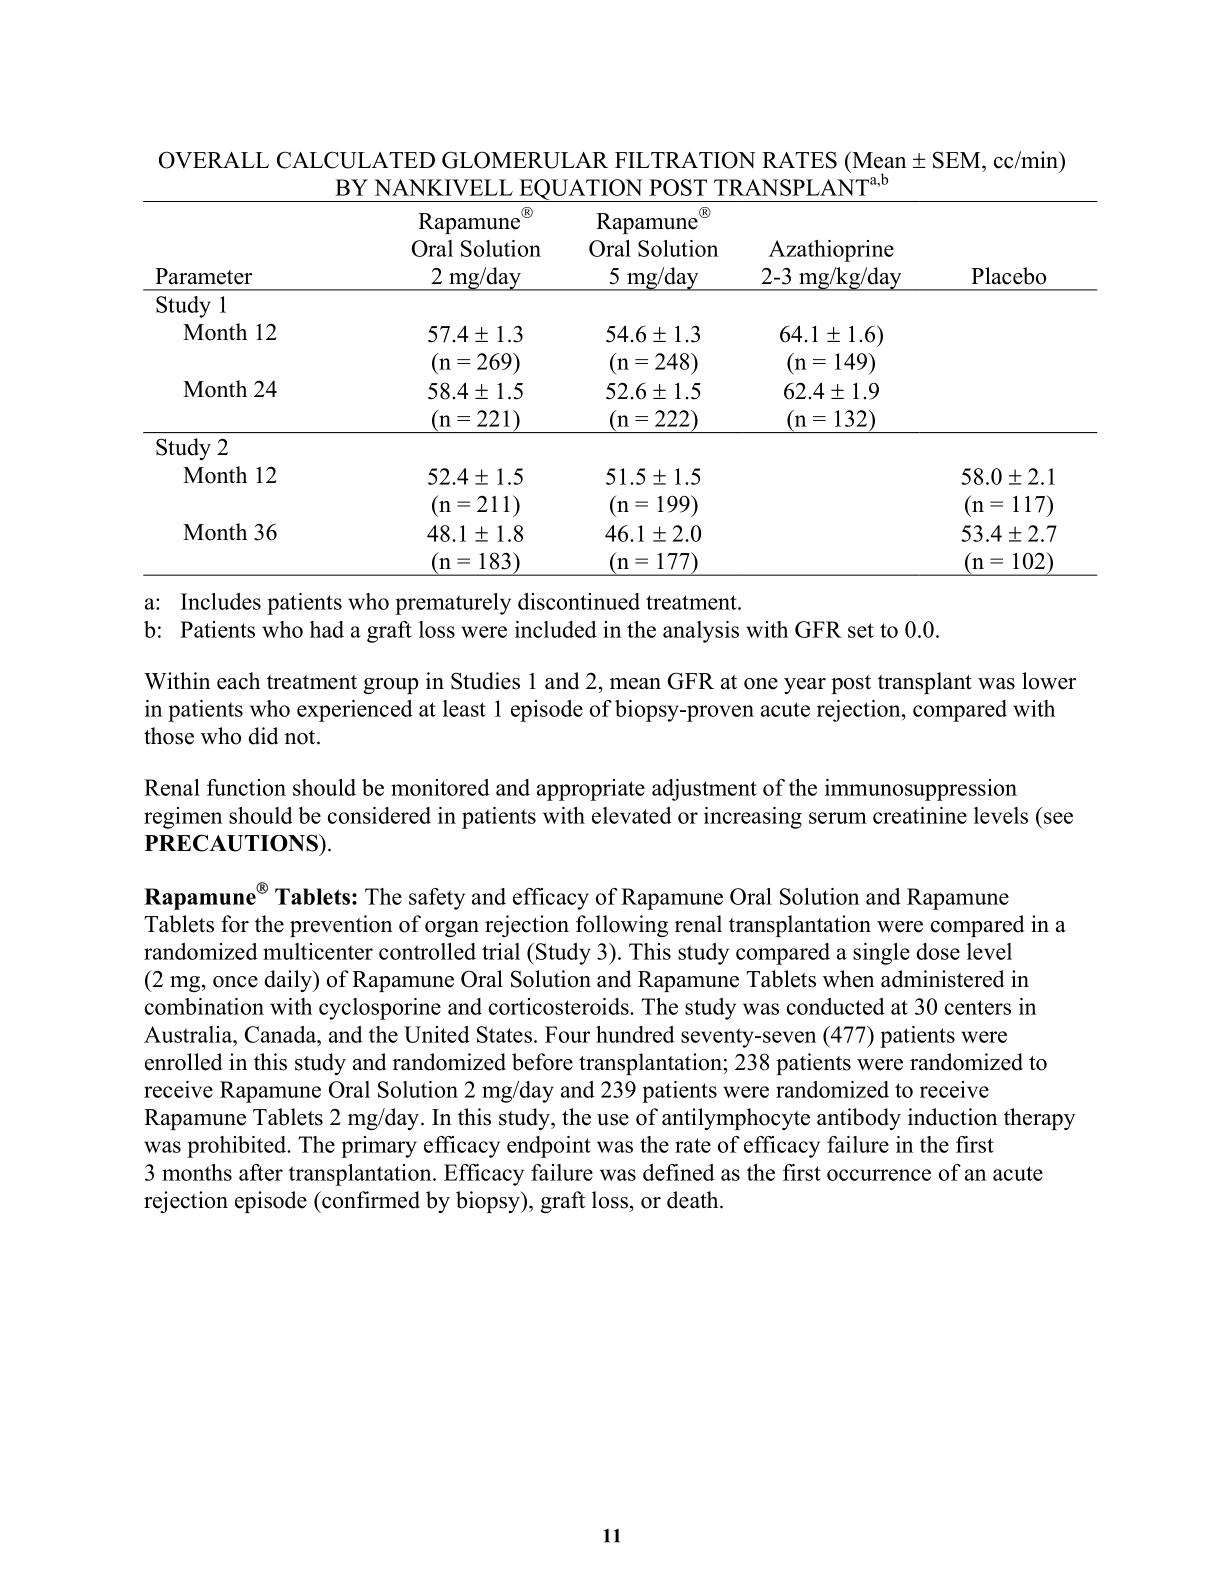 OVERALL CALCULATED GLOMERULAR FILTRATION RATES (Mean ± SEM, cc/min)
BY NANKIVELL EQUATION POST TRANSPLANTa,b
Rapamune® Rapamune®
Oral Solution Oral Solution Azathioprine
Parameter 2 mg/day 5 mg/day 2-3 mg/kg/day Placebo
Study 1
Month 12 57.4 ± 1.3 54.6 ± 1.3 64.1 ± 1.6)
(n = 269) (n = 248) (n = 149)
Month 24 58.4 ± 1.5 52.6 ± 1.5 62.4 ± 1.9
(n = 221) (n = 222) (n = 132)
Study 2
Month 12 52.4 ± 1.5 51.5 ± 1.5 58.0 ± 2.1
(n = 211) (n = 199) (n = 117)
Month 36 48.1 ± 1.8 46.1 ± 2.0 53.4 ± 2.7
(n = 183) (n = 177) (n = 102)
a: Includes patients who prematurely discontinued treatment.
b: Patients who had a graft loss were included in the analysis with GFR set to 0.0.
Within each treatment group in Studies 1 and 2, mean GFR at one year post transplant was lower
in patients who experienced at least 1 episode of biopsy-proven acute rejection, compared with
those who did not.
Renal function should be monitored and appropriate adjustment of the immunosuppression
regimen should be considered in patients with elevated or increasing serum creatinine levels (see
PRECAUTIONS).
Rapamune® Tablets: The safety and efficacy of Rapamune Oral Solution and Rapamune
Tablets for the prevention of organ rejection following renal transplantation were compared in a
randomized multicenter controlled trial (Study 3). This study compared a single dose level
(2 mg, once daily) of Rapamune Oral Solution and Rapamune Tablets when administered in
combination with cyclosporine and corticosteroids. The study was conducted at 30 centers in
Australia, Canada, and the United States. Four hundred seventy-seven (477) patients were
enrolled in this study and randomized before transplantation; 238 patients were randomized to
receive Rapamune Oral Solution 2 mg/day and 239 patients were randomized to receive
Rapamune Tablets 2 mg/day. In this study, the use of antilymphocyte antibody induction therapy
was prohibited. The primary efficacy endpoint was the rate of efficacy failure in the first
3 months after transplantation. Efficacy failure was defined as the first occurrence of an acute
rejection episode (confirmed by biopsy), graft loss, or death.
11